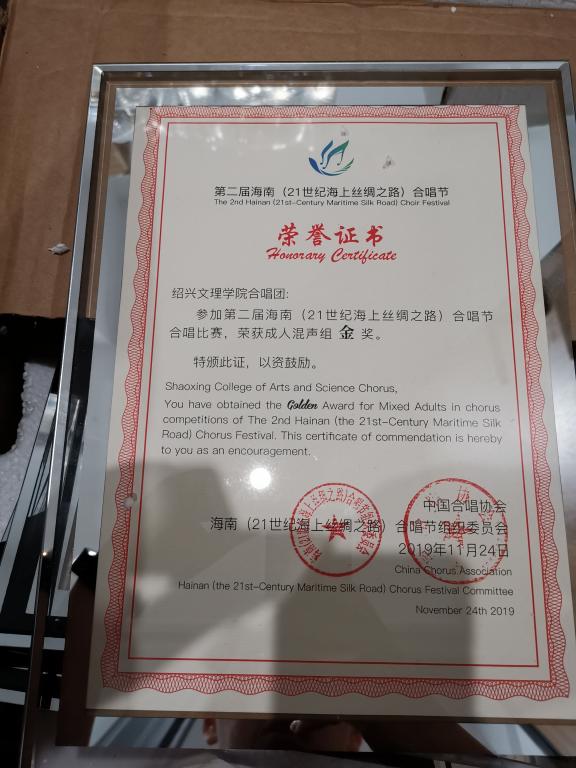 第二届海南（21世纪海上丝绸之路）合唱节
The 2nd Hainan (21st-Century Maritime Silk Road) Choir Festival
荣誉证书
Honorary Certificate
绍兴文理学院合唱团:
参加第二届海南（21世纪海上丝绸之路）合唱节
合唱比赛，荣获成人混声组 金 奖。
特颁此证，以资鼓励。
Shaoxing College of Arts and Science Chorus,
You have obtained the Golden Award for Mixed Adults in chorus
competitions of The 2nd Hainan (the 21st-Century Maritime Silk
Road) Chorus Festival. This certificate of commendation is hereby
to you as an encouragement.
中国合唱协会
海南（21世纪海上丝绸之路）合唱节组织委员会
2019年11月24日
China Chorus Association
Hainan (the 21st-Century Maritime Silk Road) Chorus Festival Committee
November 24th 2019